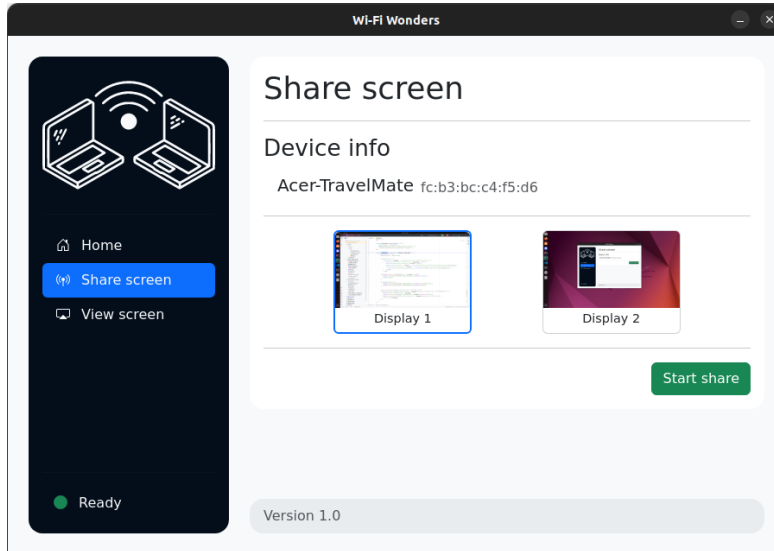 Wi-Fi Wonders
Home
Share screen
View screen
Ready
Share screen
Device info
Acer-TravelMate fc:b3:bc:c4:f5:d6
Display 1
Display 2
Start share
Version 1.0